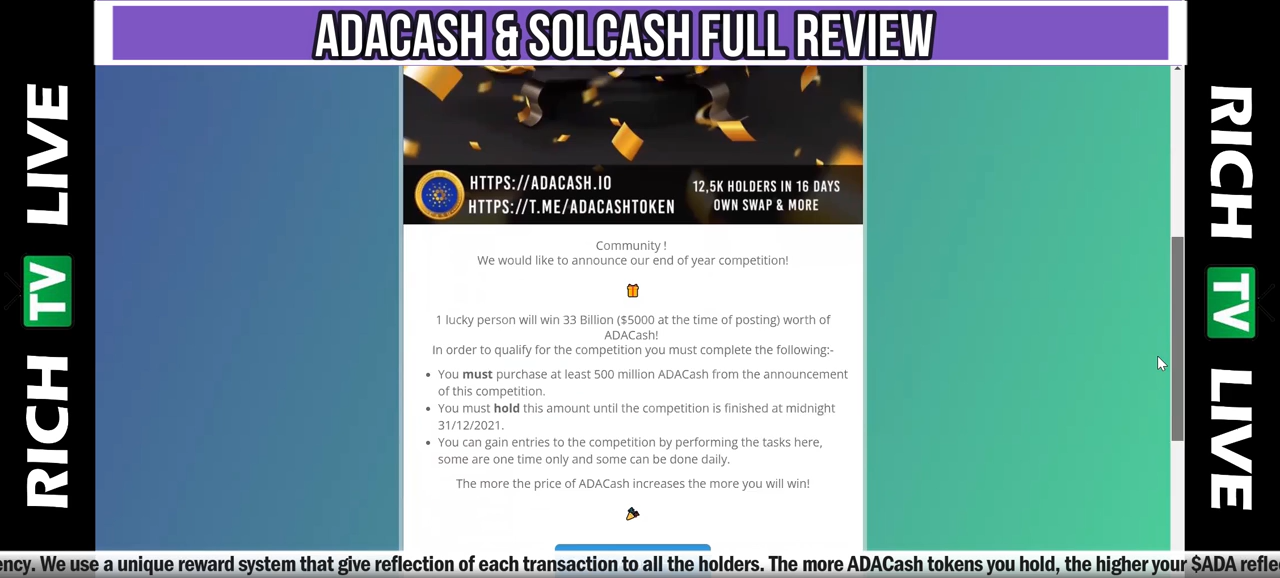 ADACASH & SOLCASH FULL REVIEW
RICH TV LIVE
HTTPS://ADACASH.IO
HTTPS://T.ME/ADACASHTOKEN
12,5K HOLDERS IN 16 DAYS
OWN SWAP & MORE
Community !
We would like to announce our end of year competition!
1 lucky person will win 33 Billion ($5000 at the time of posting) worth of
ADACash!
In order to qualify for the competition you must complete the following:-
You must purchase at least 500 million ADACash from the announcement
of this competition.
You must hold this amount until the competition is finished at midnight
31/12/2021.
You can gain entries to the competition by performing the tasks here,
some are one time only and some can be done daily.
The more the price of ADACash increases the more you will win!
RICH TV LIVE
ency. We use a unique reward system that give reflection of each transaction to all the holders. The more ADACash tokens you hold, the higher your $ADA refle